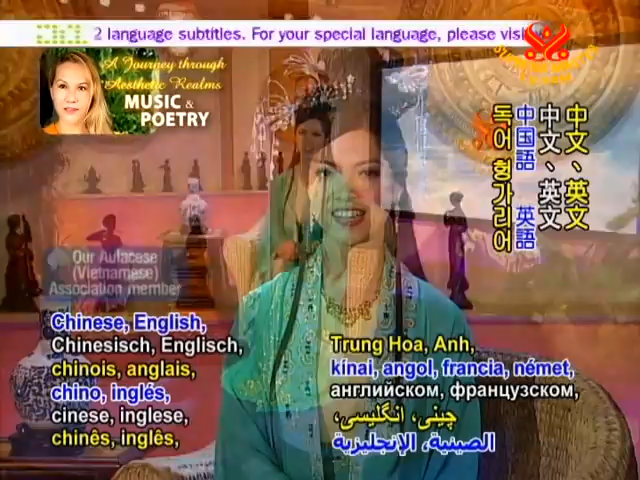 2 language subtitles. For your special language, please visi
A Journey through
Aesthetic Realms
MUSIC &
POETRY
中文、英文
中文、英文
中国語 英語
독어 헝가리어
Our Aulacese
(Vietnamese)
Association member
Chinese, English,
Chinesisch, Englisch,
chinois, anglais,
chino, inglés,
cinese, inglese,
chinês, inglês,
Trung Hoa, Anh,
kínai, angol, francia, német,
английском, французском,
چینی، انگلیسی،
الصينية، الإنجليزية